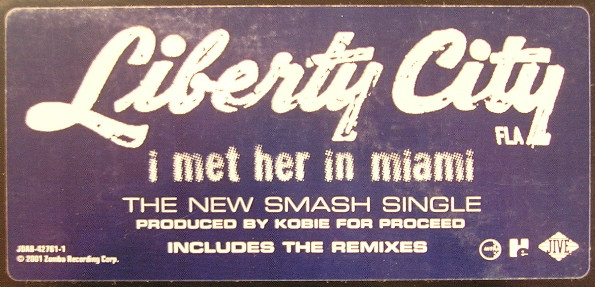 Liberty City
FLA
i met her in miami
THE NEW SMASH SINGLE
PRODUCED BY KOBIE FOR PROCEED
INCLUDES THE REMIXES
JDAB-42761-1
© 2001 Zomba Recording Corp.
JIVE